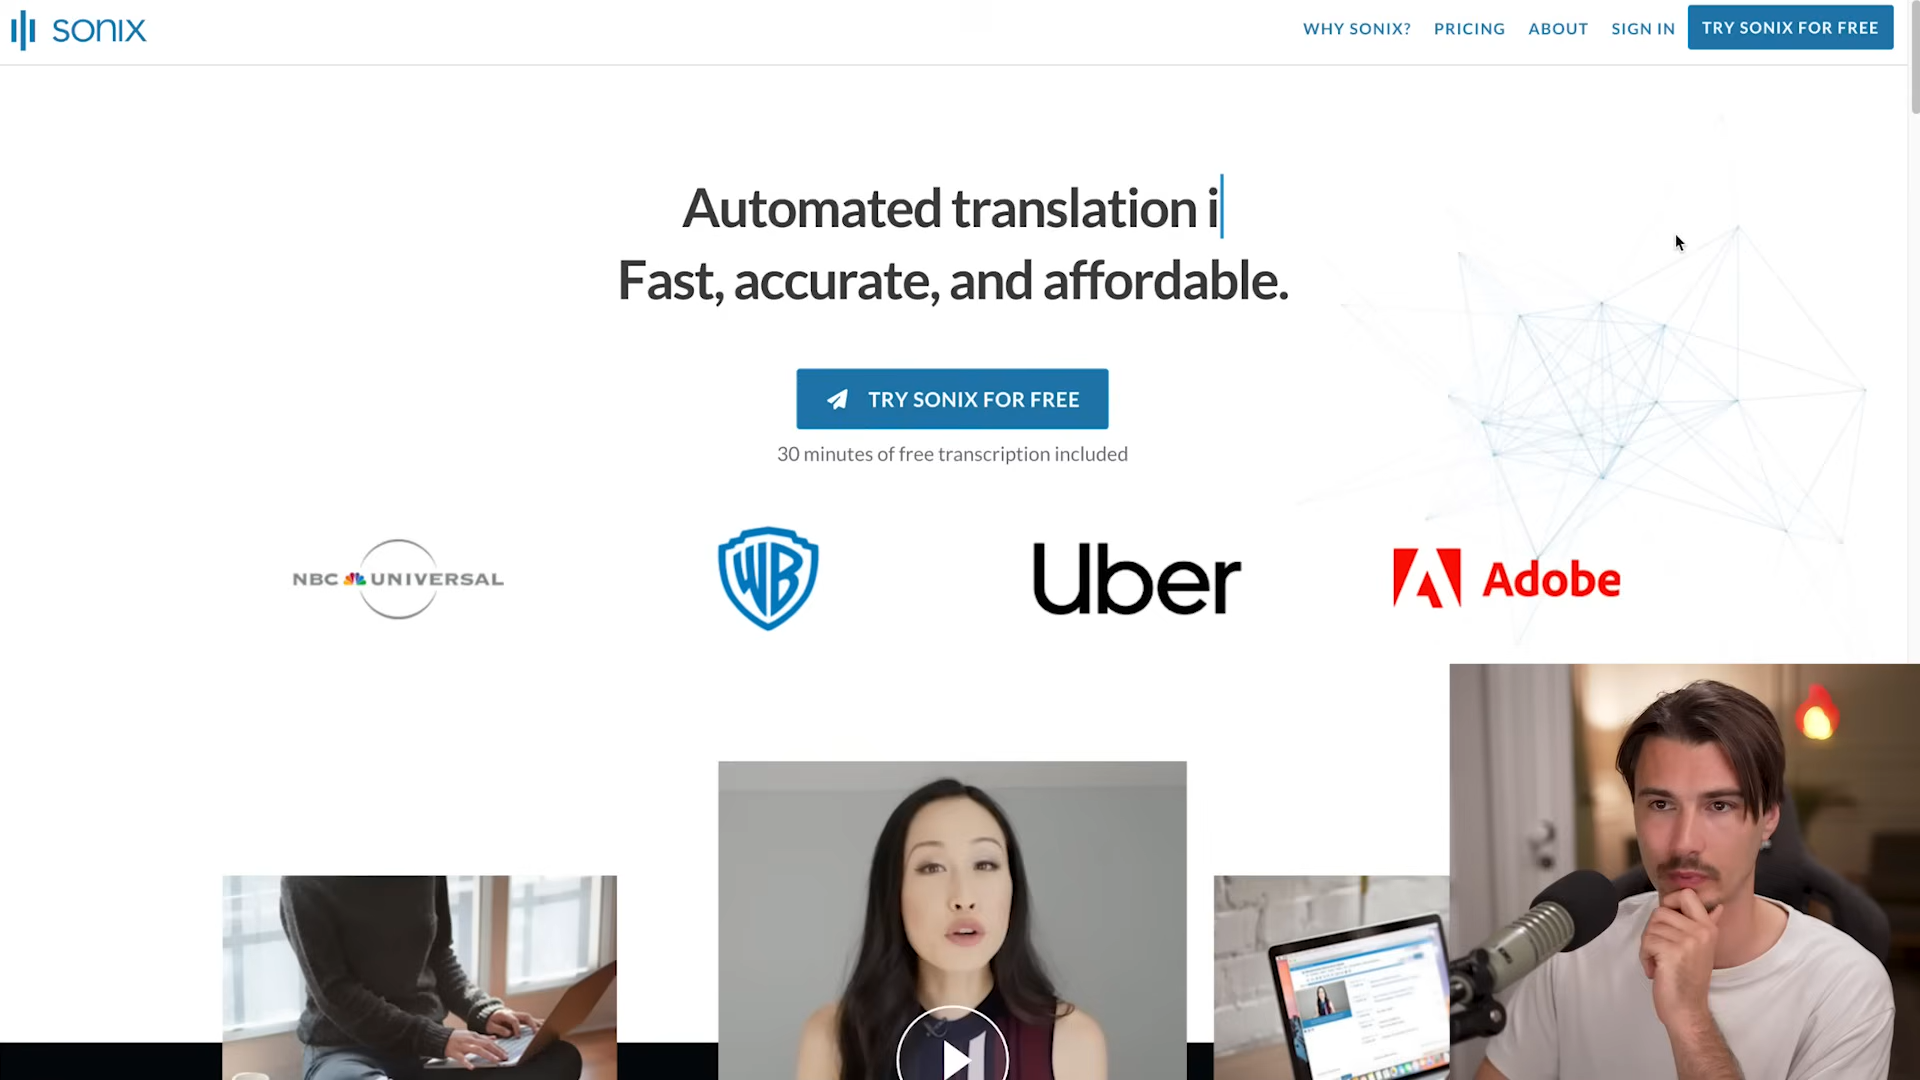 sonix
WHY SONIX?
PRICING
ABOUT
SIGN IN
TRY SONIX FOR FREE
Automated translation i
Fast, accurate, and affordable.
TRY SONIX FOR FREE
30 minutes of free transcription included
NBC UNIVERSAL
WB
Uber
Adobe